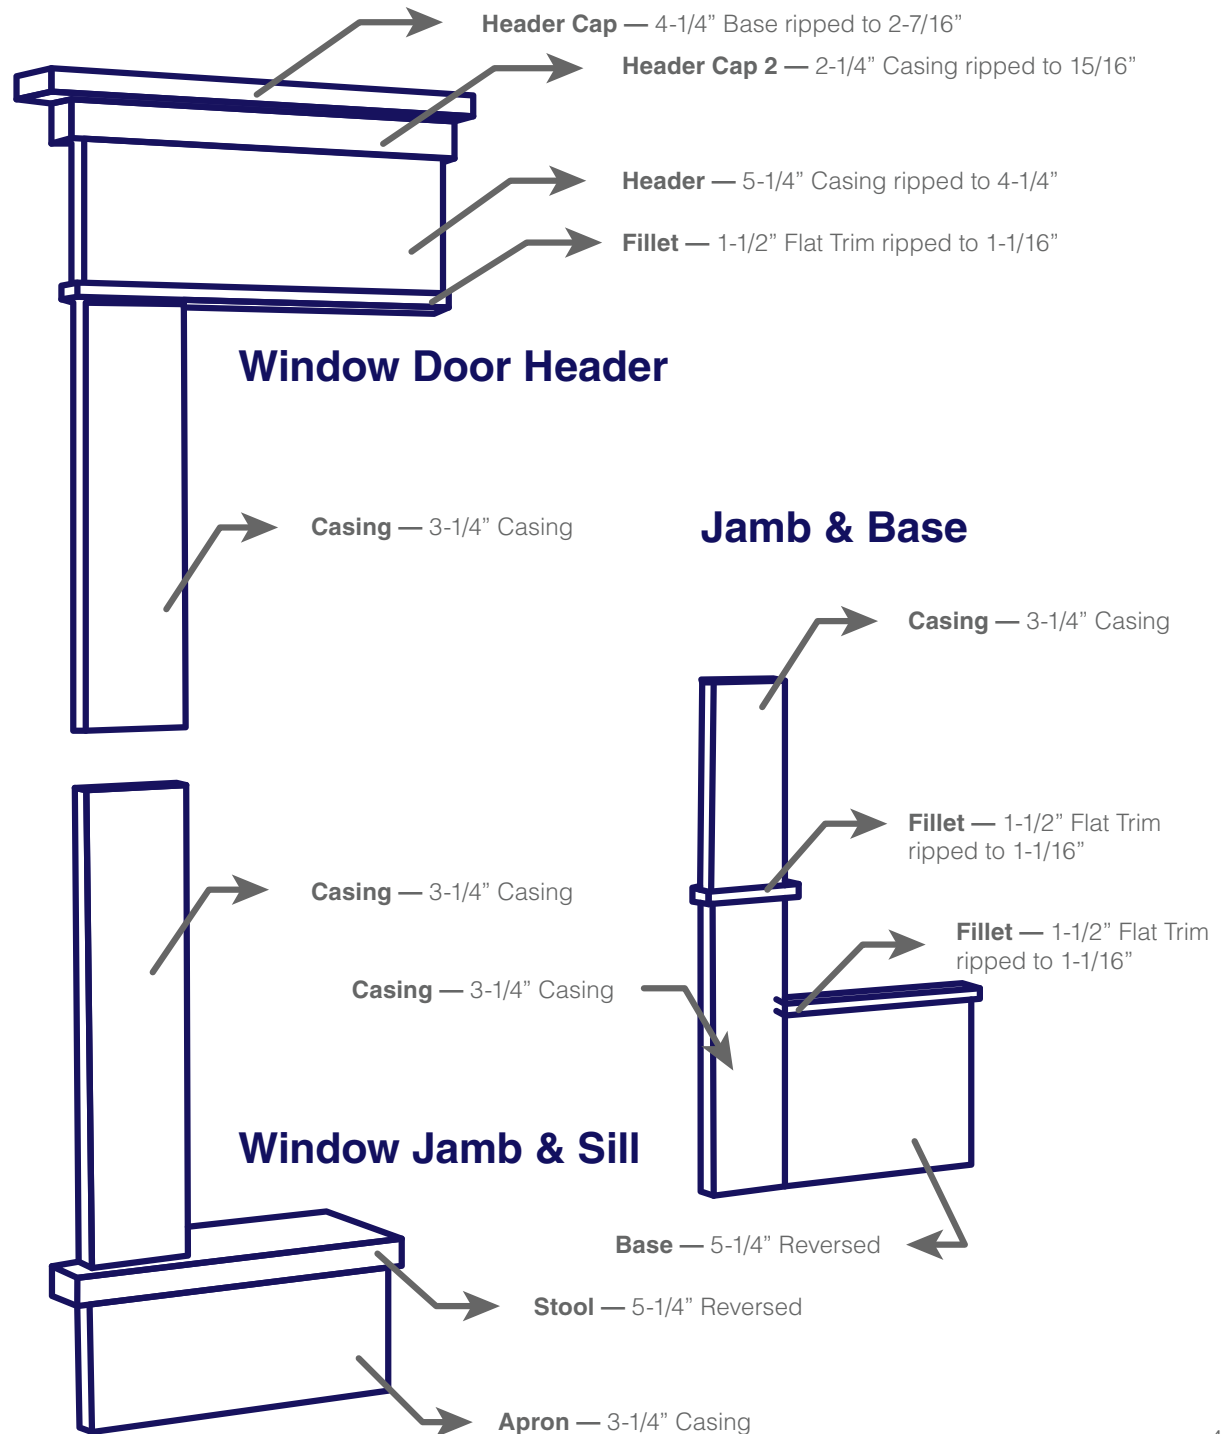 Header Cap — 4-1/4” Base ripped to 2-7/16”
Header Cap 2 — 2-1/4” Casing ripped to 15/16”
Header — 5-1/4” Casing ripped to 4-1/4”
Fillet — 1-1/2” Flat Trim ripped to 1-1/16”
Window Door Header
Casing — 3-1/4” Casing
Jamb & Base
Casing — 3-1/4” Casing
Fillet — 1-1/2” Flat Trim
ripped to 1-1/16”
Casing — 3-1/4” Casing
Fillet — 1-1/2” Flat Trim
ripped to 1-1/16”
Casing — 3-1/4” Casing
Window Jamb & Sill
Base — 5-1/4” Reversed
Stool — 5-1/4” Reversed
Apron — 3-1/4” Casing